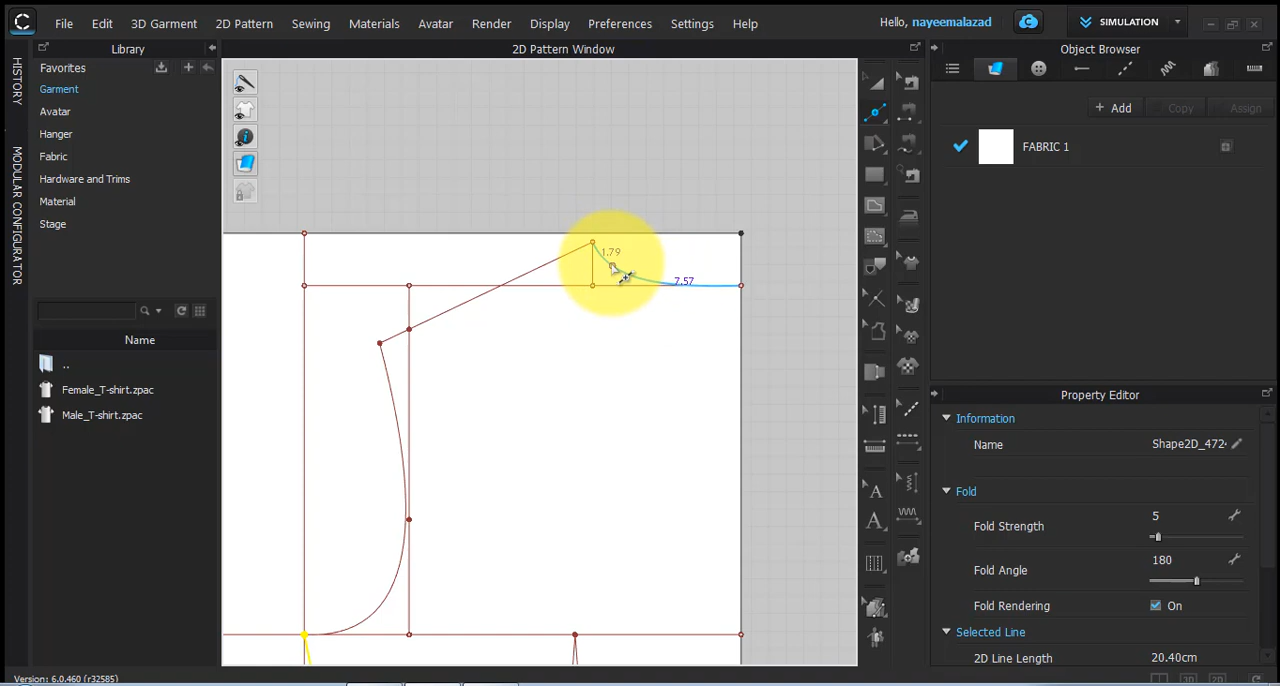 File Edit 3D Garment 2D Pattern Sewing Materials Avatar Render Display Preferences Settings Help
Hello, nayeemalazad
SIMULATION
HISTORY
MODULAR CONFIGURATOR
Library
Favorites
Garment
Avatar
Hanger
Fabric
Hardware and Trims
Material
Stage
Name
..
Female_T-shirt.zpac
Male_T-shirt.zpac
2D Pattern Window
1.79
7.57
A
A
Object Browser
+ Add Copy Assign
FABRIC 1
Property Editor
Information
Name Shape2D_4724
Fold
Fold Strength 5
Fold Angle 180
Fold Rendering On
Selected Line
2D Line Length 20.40cm
Version: 6.0.460 (r32585)